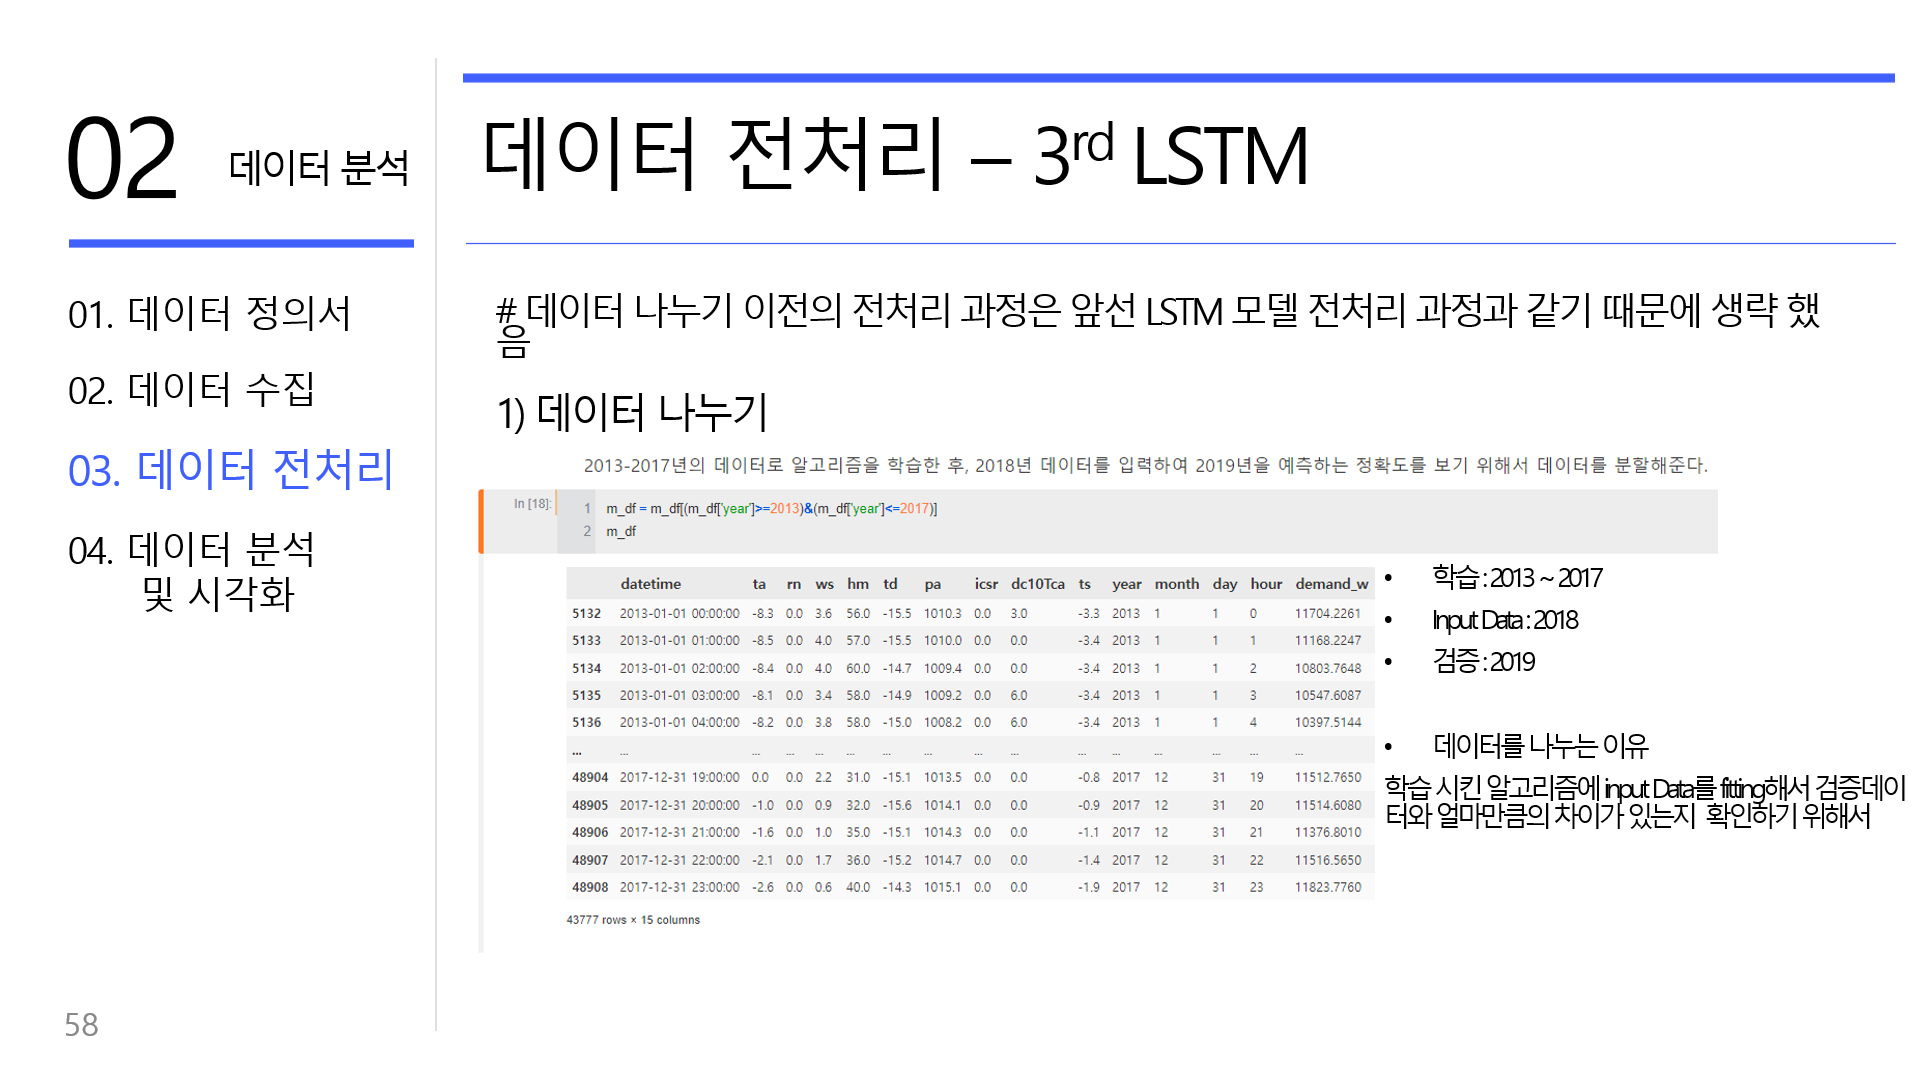 02 데이터 분석
01. 데이터 정의서
02. 데이터 수집
03. 데이터 전처리
04. 데이터 분석
및 시각화
58
데이터 전처리 – 3rd LSTM
# 데이터 나누기 이전의 전처리 과정은 앞선 LSTM 모델 전처리 과정과 같기 때문에 생략 했
음
1) 데이터 나누기
2013-2017년의 데이터로 알고리즘을 학습한 후, 2018년 데이터를 입력하여 2019년을 예측하는 정확도를 보기 위해서 데이터를 분할해준다.
In [18]:
1 m_df = m_df[(m_df['year']>=2013)&(m_df['year']<=2017)]
2 m_df
datetime ta rn ws hm td pa icsr dc10Tca ts year month day hour demand_w
5132 2013-01-01 00:00:00 -8.3 0.0 3.6 56.0 -15.5 1010.3 0.0 3.0 -3.3 2013 1 1 0 11704.2261
5133 2013-01-01 01:00:00 -8.5 0.0 4.0 57.0 -15.5 1010.0 0.0 0.0 -3.4 2013 1 1 1 11168.2247
5134 2013-01-01 02:00:00 -8.4 0.0 4.0 60.0 -14.7 1009.4 0.0 0.0 -3.4 2013 1 1 2 10803.7648
5135 2013-01-01 03:00:00 -8.1 0.0 3.4 58.0 -14.9 1009.2 0.0 6.0 -3.4 2013 1 1 3 10547.6087
5136 2013-01-01 04:00:00 -8.2 0.0 3.8 58.0 -15.0 1008.2 0.0 6.0 -3.4 2013 1 1 4 10397.5144
... ... ... ... ... ... ... ... ... ... ... ... ... ... ... ...
48904 2017-12-31 19:00:00 0.0 0.0 2.2 31.0 -15.1 1013.5 0.0 0.0 -0.8 2017 12 31 19 11512.7650
48905 2017-12-31 20:00:00 -1.0 0.0 0.9 32.0 -15.6 1014.1 0.0 0.0 -0.9 2017 12 31 20 11514.6080
48906 2017-12-31 21:00:00 -1.6 0.0 1.0 35.0 -15.1 1014.3 0.0 0.0 -1.1 2017 12 31 21 11376.8010
48907 2017-12-31 22:00:00 -2.1 0.0 1.7 36.0 -15.2 1014.7 0.0 0.0 -1.4 2017 12 31 22 11516.5650
48908 2017-12-31 23:00:00 -2.6 0.0 0.6 40.0 -14.3 1015.1 0.0 0.0 -1.9 2017 12 31 23 11823.7760
43777 rows × 15 columns
• 학습 : 2013 ~ 2017
• Input Data : 2018
• 검증 : 2019
• 데이터를 나누는 이유
학습 시킨 알고리즘에 input Data를 fitting해서 검증데이
터와 얼마만큼의 차이가 있는지 확인하기 위해서